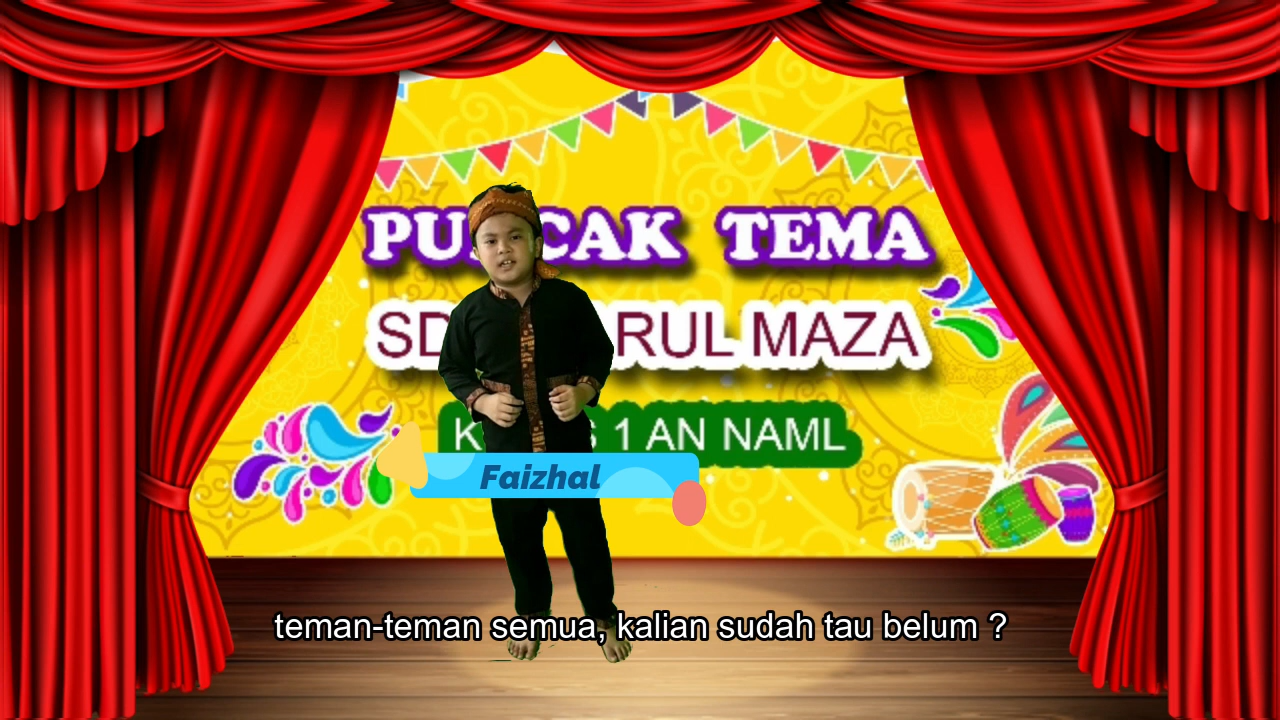 PU CAK TEMA
SD RUL MAZA
K S 1 AN NAML
Faizhal
teman-teman semua, kalian sudah tau belum ?